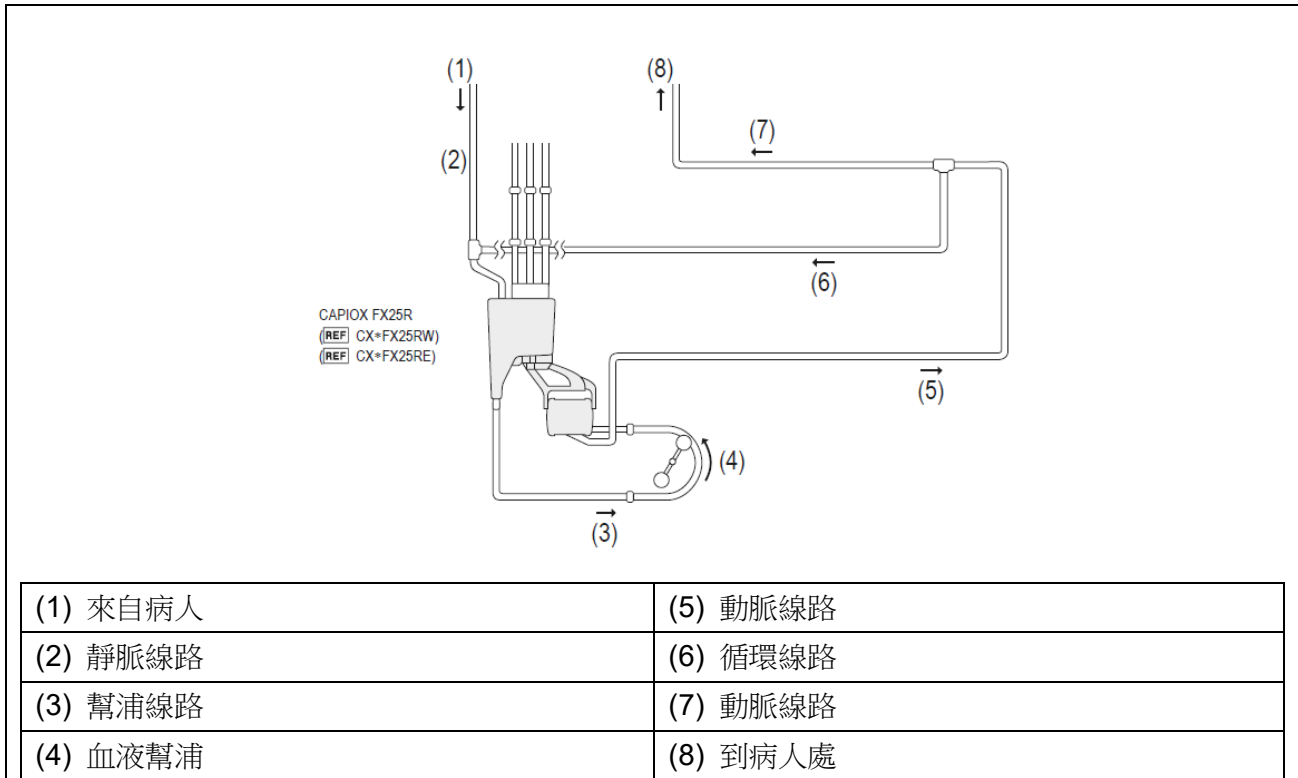 (1)
(8)
(7)
(2)
(6)
CAPIOX FX25R
(REF CX*FX25RW)
(REF CX*FX25RE)
(5)
(4)
(3)
(1) 來自病人
(5) 動脈線路
(2) 靜脈線路
(6) 循環線路
(3) 幫浦線路
(7) 動脈線路
(4) 血液幫浦
(8) 到病人處